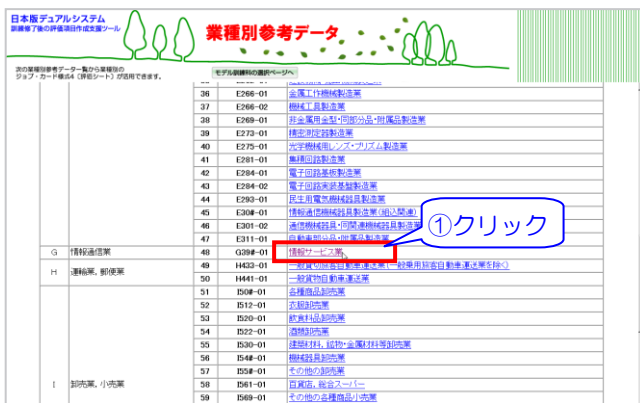 日本版デュアルシステム
訓練修了後の評価項目作成支援ツール
業種別参考データ
次の業種別参考データ一覧から業種別の
ジョブ・カード様式4(評価シート)が活用できます。
モデル訓練科の選択ページへ
36 E266-01 金属工作機械製造業
37 E266-02 機械工具製造業
38 E269-01 非金属用金型・同部分品・附属品製造業
39 E273-01 精密測定器製造業
40 E275-01 光学機械用レンズ・プリズム製造業
41 E281-01 集積回路製造業
42 E284-01 電子回路基板製造業
43 E284-02 電子回路実装基盤製造業
44 E293-01 民生用電気機械器具製造業
45 E30#-01 情報通信機械器具製造業(組込関連)
46 E301-02 通信機械器具・同関連機械器具製造業
47 E311-01 自動車部分品・附属品製造業
①クリック
G 情報通信業 48 G39#-01 情報サービス業
H 運輸業,郵便業
49 H433-01 一般貸切旅客自動車運送業(一般乗用旅客自動車運送業を除く)
50 H441-01 一般貨物自動車運送業
51 I50#-01 各種商品卸売業
52 I512-01 衣服卸売業
53 I520-01 飲食料品卸売業
54 I522-01 酒類卸売業
55 I530-01 建築材料,鉱物・金属材料等卸売業
56 I54#-01 機械器具卸売業
57 I55#-01 その他の卸売業
I 卸売業,小売業 58 I561-01 百貨店,総合スーパー
59 I569-01 その他の各種商品小売業